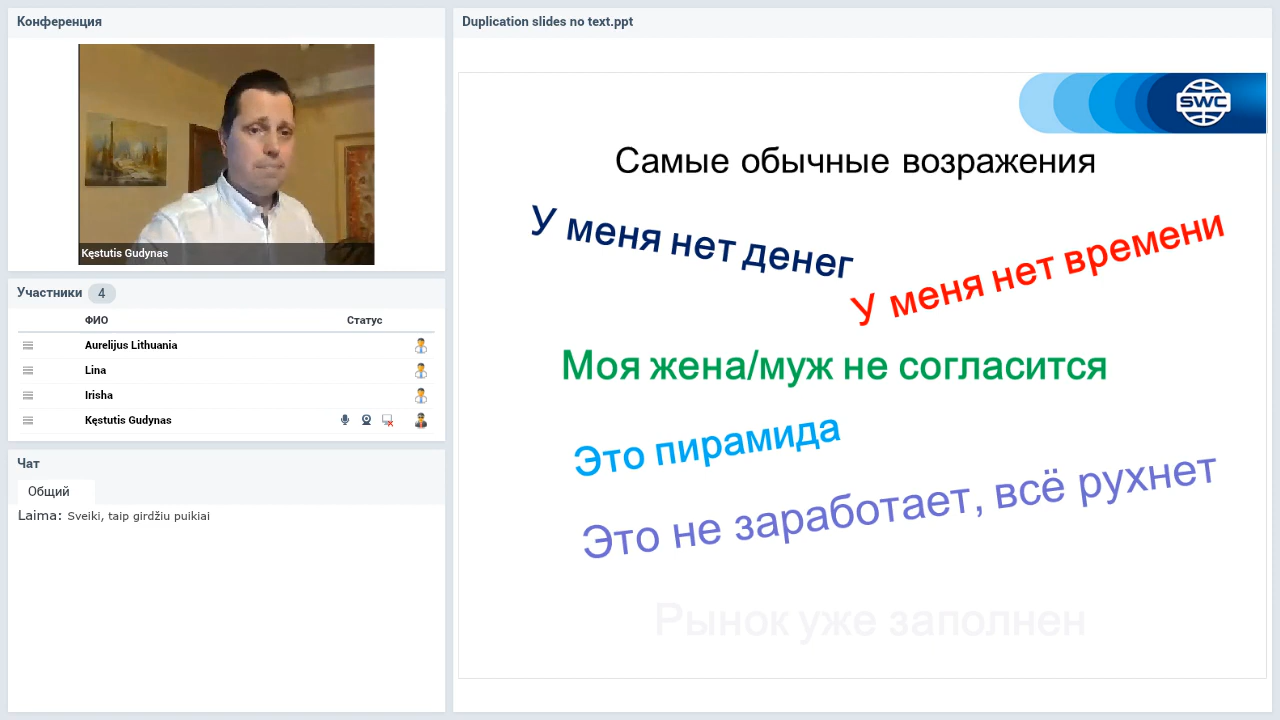 Конференция
Kęstutis Gudynas
Участники 4
ФИО Статус
Aurelijus Lithuania
Lina
Irisha
Kęstutis Gudynas
Чат
Общий
Laima: Sveiki, taip girdžiu puikiai
Duplication slides no text.ppt
SWC
Самые обычные возражения
У меня нет денег
У меня нет времени
Моя жена/муж не согласится
Это пирамида
Это не заработает, всё рухнет
Рынок уже заполнен